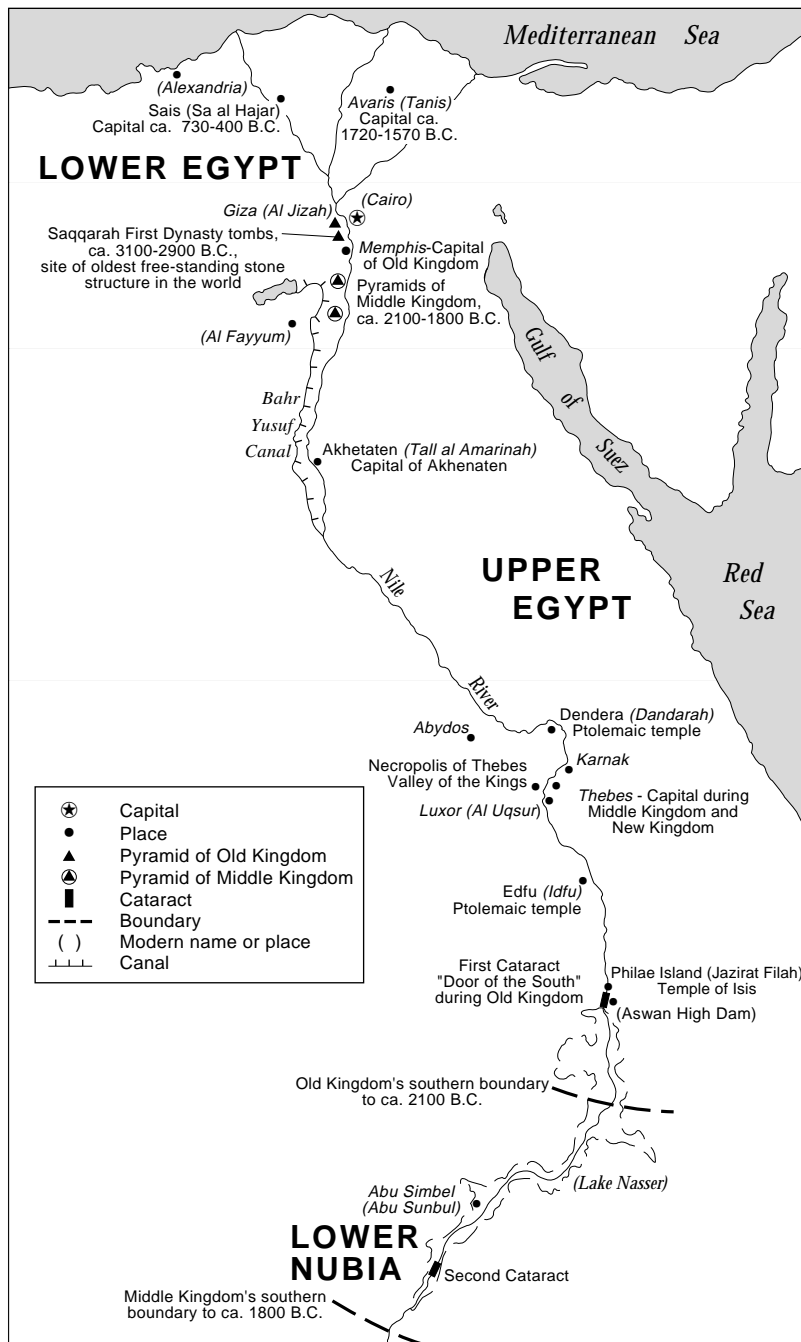 Mediterranean Sea
(Alexandria)
Sais (Sa al Hajar)
Capital ca. 730-400 B.C.
Avaris (Tanis)
Capital ca.
1720-1570 B.C.
LOWER EGYPT
(Cairo)
Giza (Al Jizah)
Saqqarah First Dynasty tombs,
ca. 3100-2900 B.C.,
site of oldest free-standing stone
structure in the world
Memphis-Capital
of Old Kingdom
Pyramids of
Middle Kingdom,
ca. 2100-1800 B.C.
(Al Fayyum)
Gulf of Suez
Bahr
Yusuf
Canal
Akhetaten (Tall al Amarinah)
Capital of Akhenaten
UPPER
EGYPT
Red
Sea
Nile
River
Abydos
Dendera (Dandarah)
Ptolemaic temple
Karnak
Necropolis of Thebes
Valley of the Kings
Luxor (Al Uqsur)
Thebes - Capital during
Middle Kingdom and
New Kingdom
Capital
Place
Pyramid of Old Kingdom
Pyramid of Middle Kingdom
Cataract
Boundary
( ) Modern name or place
Canal
Edfu (Idfu)
Ptolemaic temple
First Cataract
"Door of the South"
during Old Kingdom
Philae Island (Jazirat Filah)
Temple of Isis
(Aswan High Dam)
Old Kingdom's southern boundary
to ca. 2100 B.C.
(Lake Nasser)
Abu Simbel
(Abu Sunbul)
LOWER
NUBIA
Second Cataract
Middle Kingdom's southern
boundary to ca. 1800 B.C.